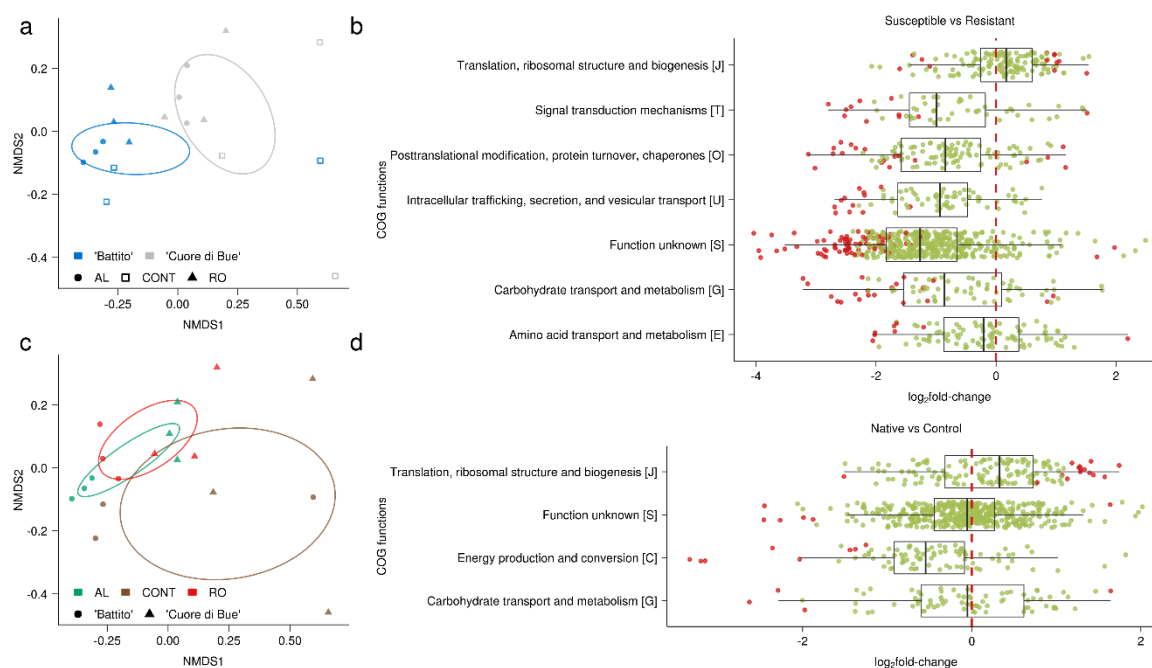 a
0.2
0.0
-0.2
-0.4
NMDS2
'Battito' 'Cuore di Bue'
AL CONT RO
-0.25 0.00 0.25 0.50
NMDS1
b
Susceptible vs Resistant
COG functions
Translation, ribosomal structure and biogenesis [J]
Signal transduction mechanisms [T]
Posttranslational modification, protein turnover, chaperones [O]
Intracellular trafficking, secretion, and vesicular transport [U]
Function unknown [S]
Carbohydrate transport and metabolism [G]
Amino acid transport and metabolism [E]
-4 -2 0 2
log2fold-change
c
0.2
0.0
-0.2
-0.4
NMDS2
AL CONT RO
'Battito' 'Cuore di Bue'
-0.25 0.00 0.25 0.50
NMDS1
d
Native vs Control
COG functions
Translation, ribosomal structure and biogenesis [J]
Function unknown [S]
Energy production and conversion [C]
Carbohydrate transport and metabolism [G]
-2 0 2
log2fold-change